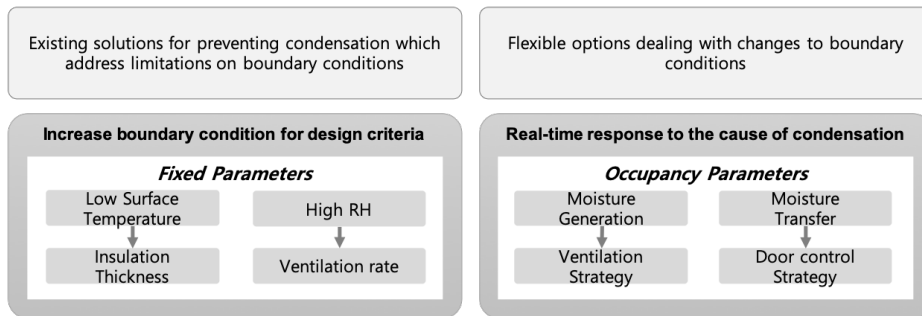 Existing solutions for preventing condensation which
address limitations on boundary conditions
Flexible options dealing with changes to boundary
conditions
Increase boundary condition for design criteria
Fixed Parameters
Low Surface
Temperature
High RH
Insulation
Thickness
Ventilation rate
Real-time response to the cause of condensation
Occupancy Parameters
Moisture
Generation
Moisture
Transfer
Ventilation
Strategy
Door control
Strategy